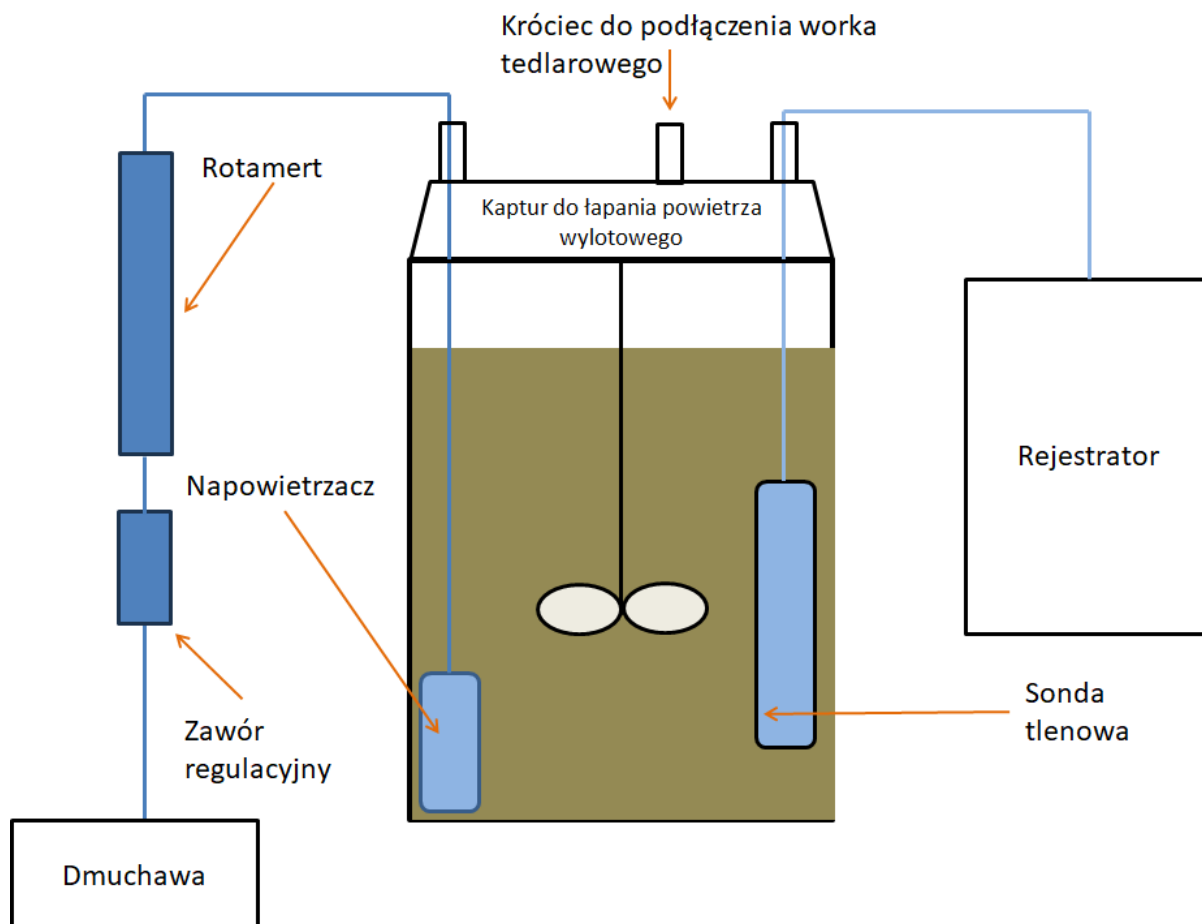 Króciec do podłączenia worka
tedlarowego
Rotamert
Kaptur do łapania powietrza
wylotowego
Rejestrator
Napowietrzacz
Zawór
regulacyjny
Sonda
tlenowa
Dmuchawa